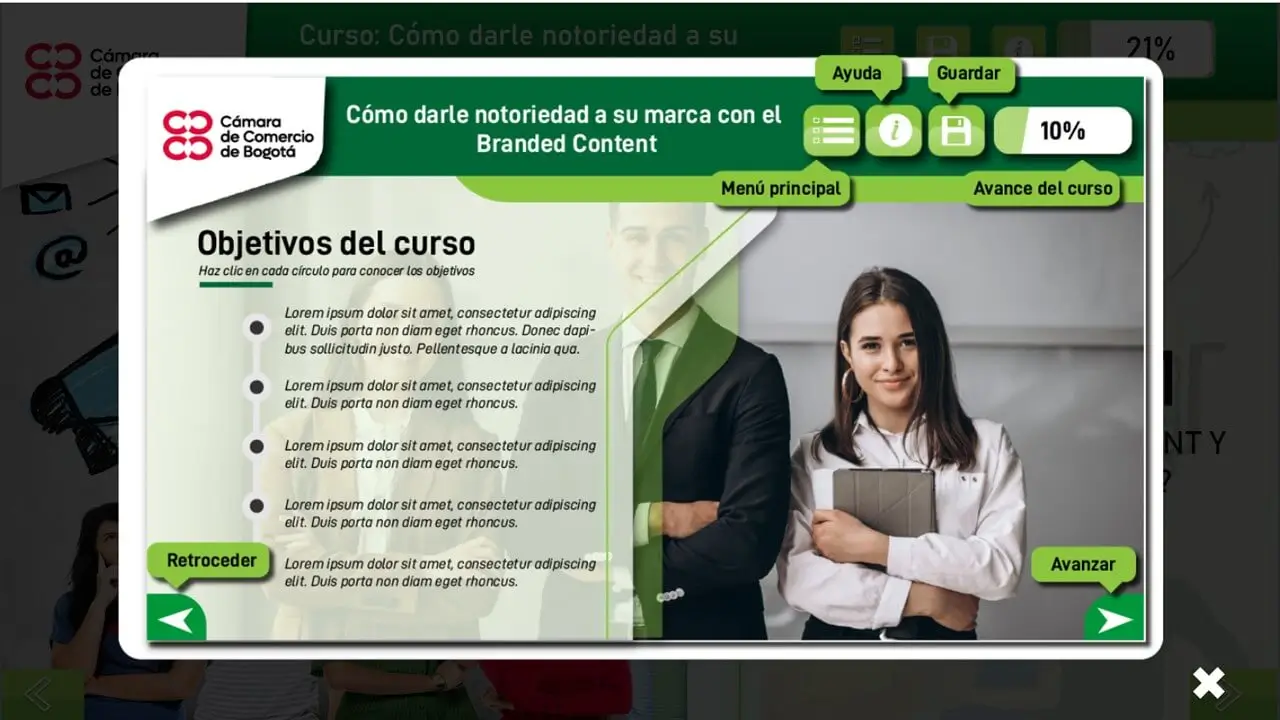 Curso: Cómo darle notoriedad a su
21%
Cámara
Ayuda
Guardar
Cámara
de Comercio
de Bogotá
Cómo darle notoriedad a su marca con el
Branded Content
10%
Menú principal
Avance del curso
Objetivos del curso
Haz clic en cada círculo para conocer los objetivos
Lorem ipsum dolor sit amet, consectetur adipiscing
elit. Duis porta non diam eget rhoncus. Donec dapi-
bus sollicitudin justo. Pellentesque a lacinia qua.
Lorem ipsum dolor sit amet, consectetur adipiscing
elit. Duis porta non diam eget rhoncus.
Lorem ipsum dolor sit amet, consectetur adipiscing
elit. Duis porta non diam eget rhoncus.
Lorem ipsum dolor sit amet, consectetur adipiscing
elit. Duis porta non diam eget rhoncus.
Lorem ipsum dolor sit amet, consectetur adipiscing
elit. Duis porta non diam eget rhoncus.
Retroceder
Avanzar
NT Y
?